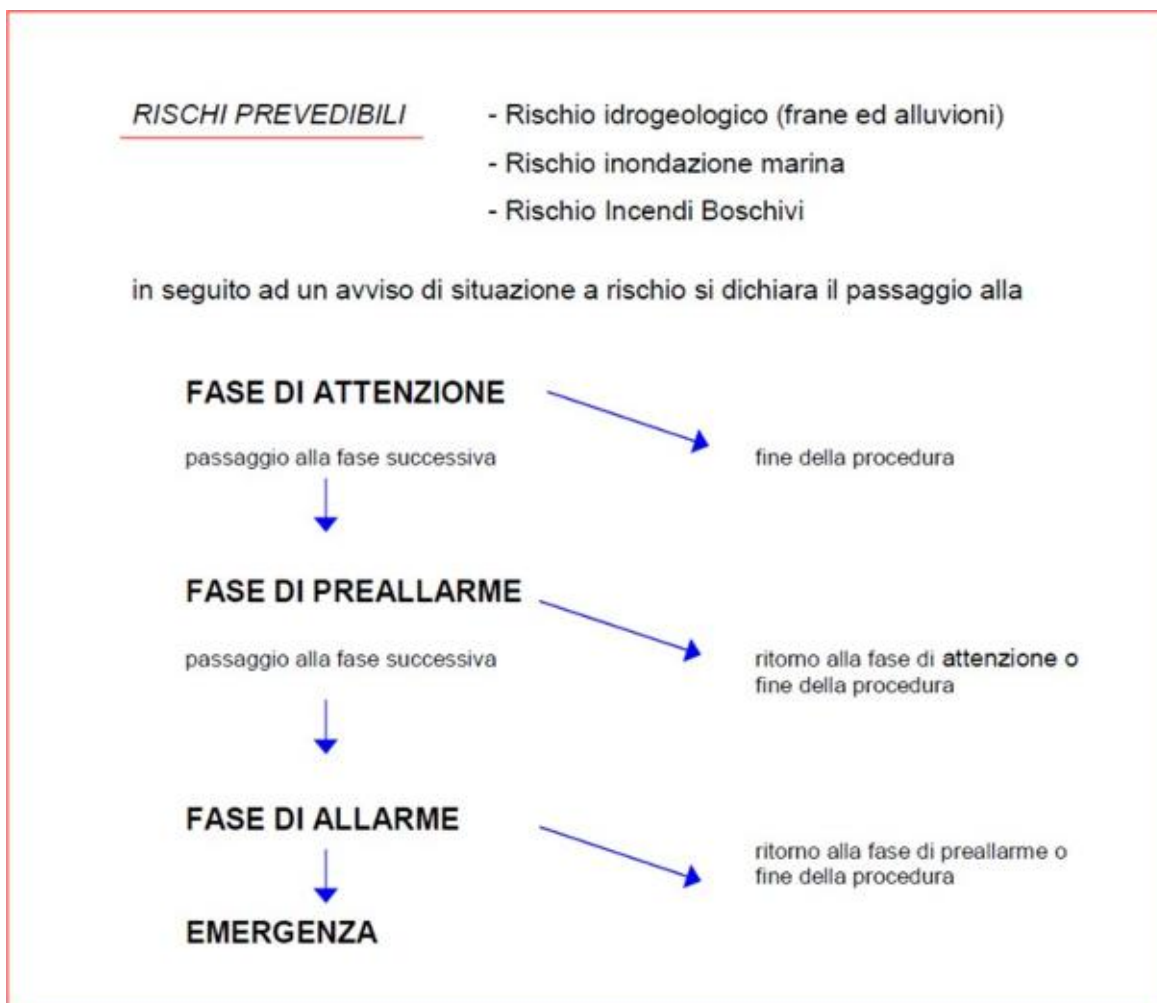 RISCHI PREVEDIBILI - Rischio idrogeologico (frane ed alluvioni)
- Rischio inondazione marina
- Rischio Incendi Boschivi
in seguito ad un avviso di situazione a rischio si dichiara il passaggio alla
FASE DI ATTENZIONE
passaggio alla fase successiva fine della procedura
FASE DI PREALLARME
passaggio alla fase successiva ritorno alla fase di attenzione o
fine della procedura
FASE DI ALLARME
ritorno alla fase di preallarme o
fine della procedura
EMERGENZA